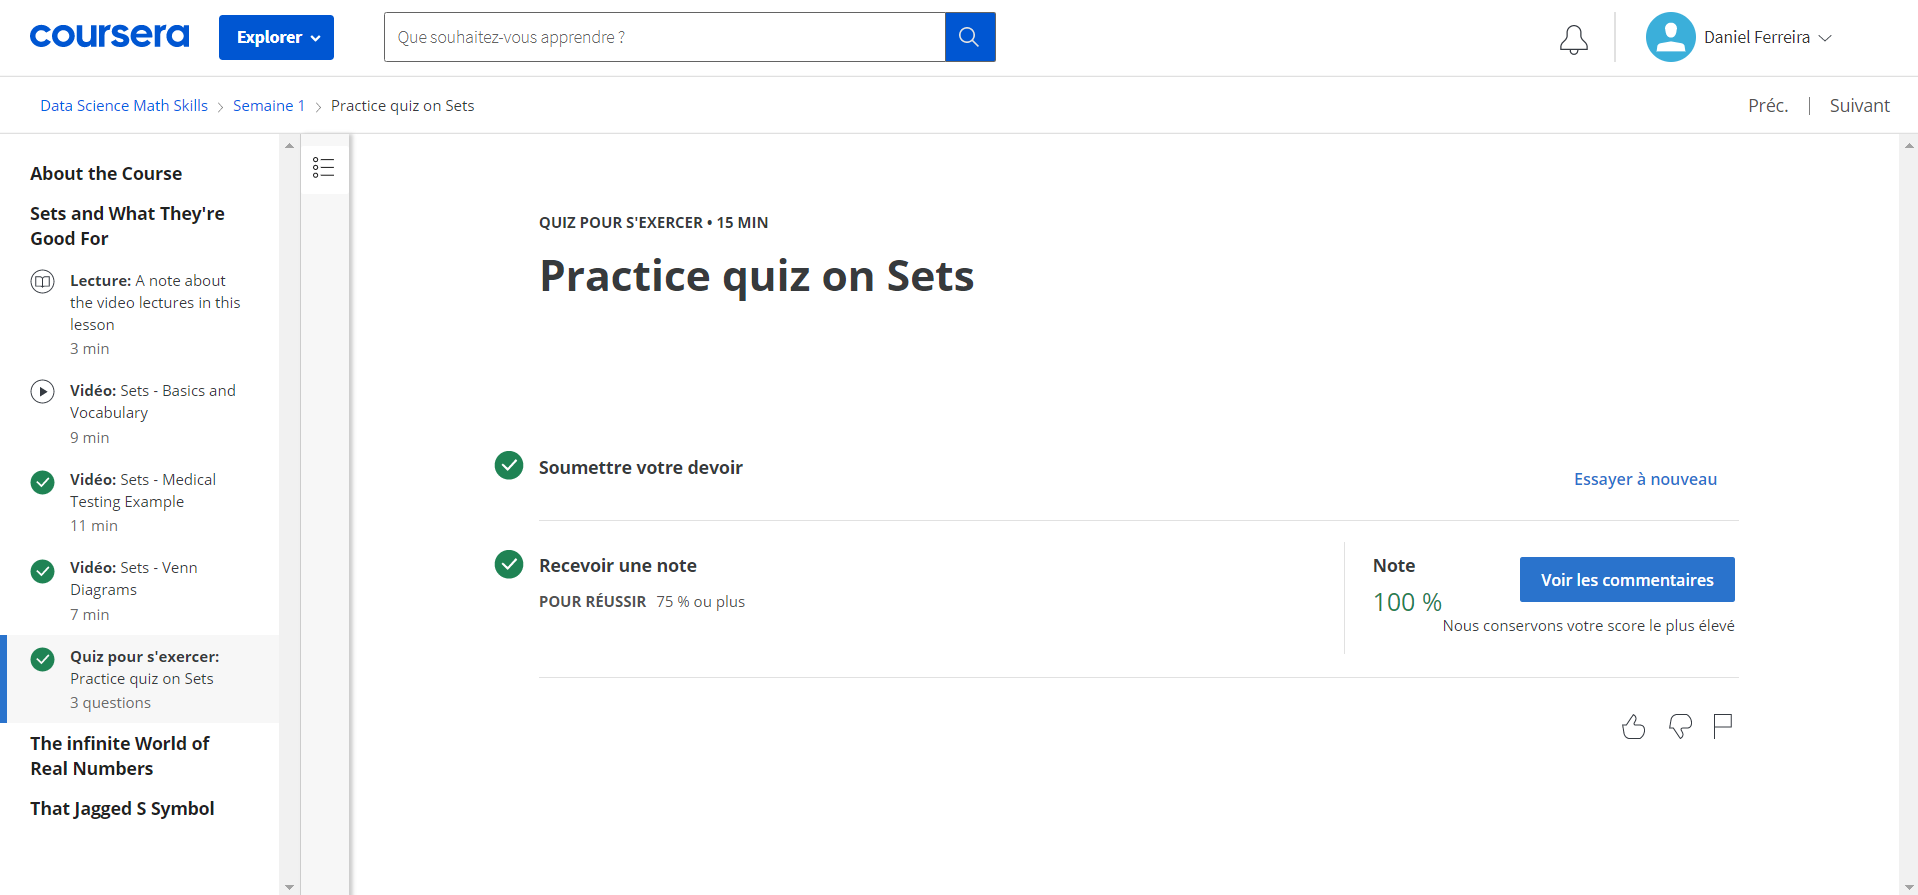 coursera
Explorer
Que souhaitez-vous apprendre ?
Daniel Ferreira
Data Science Math Skills
Semaine 1
Practice quiz on Sets
Préc.
Suivant
About the Course
Sets and What They're
Good For
Lecture: A note about
the video lectures in this
lesson
3 min
Vidéo: Sets - Basics and
Vocabulary
9 min
Vidéo: Sets - Medical
Testing Example
11 min
Vidéo: Sets - Venn
Diagrams
7 min
Quiz pour s'exercer:
Practice quiz on Sets
3 questions
The infinite World of
Real Numbers
That Jagged S Symbol
QUIZ POUR S'EXERCER • 15 MIN
Practice quiz on Sets
Soumettre votre devoir
Essayer à nouveau
Recevoir une note
POUR RÉUSSIR 75 % ou plus
Note
100 %
Voir les commentaires
Nous conservons votre score le plus élevé